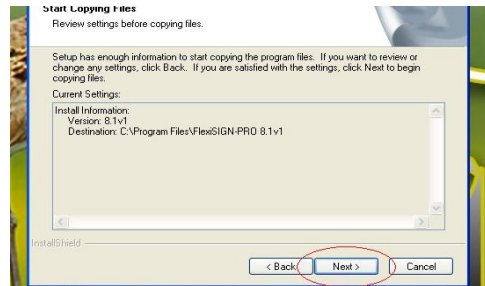 Start Copying Files
Review settings before copying files.
Setup has enough information to start copying the program files. If you want to review or
change any settings, click Back. If you are satisfied with the settings, click Next to begin
copying files.
Current Settings:
Install Information:
Version: 8.1v1
Destination: C:\Program Files\FlexiSIGN-PRO 8.1v1
InstallShield
< Back
Next >
Cancel